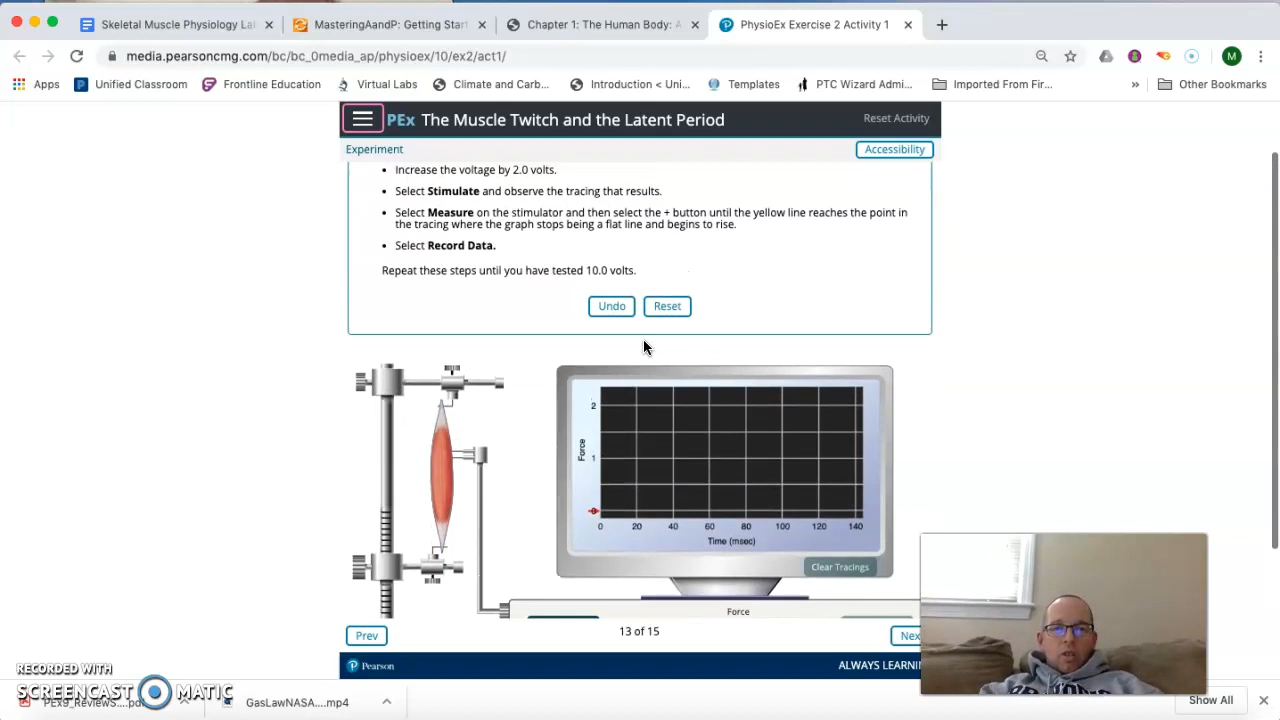 Skeletal Muscle Physiology La
MasteringAandP: Getting Start
Chapter 1: The Human Body: A
PhysioEx Exercise 2 Activity 1
media.pearsoncmg.com/bc/bc_0media_ap/physioex/10/ex2/act1/
M
Apps
Unified Classroom
Frontline Education
Virtual Labs
Climate and Carb...
Introduction < Uni...
Templates
PTC Wizard Admi...
Imported From Fir...
»
Other Bookmarks
PEx The Muscle Twitch and the Latent Period
Reset Activity
Experiment
Accessibility
• Increase the voltage by 2.0 volts.
• Select Stimulate and observe the tracing that results.
• Select Measure on the stimulator and then select the + button until the yellow line reaches the point in
the tracing where the graph stops being a flat line and begins to rise.
• Select Record Data.
Repeat these steps until you have tested 10.0 volts.
Undo
Reset
2
Force
1
0
0 20 40 60 80 100 120 140
Time (msec)
Clear Tracings
Force
Prev
13 of 15
Nex
Pearson
ALWAYS LEARNIN
RECORDED WITH
SCREENCAST MATIC
GasLawNASA....mp4
Show All